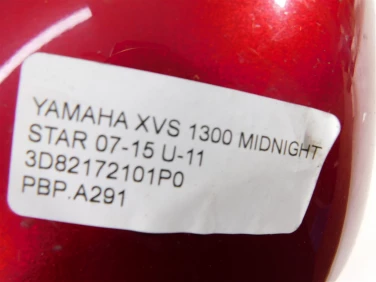 YAMAHA XVS 1300 MIDNIGHT
STAR 07-15 U-11
3D82172101P0
PBP.A291